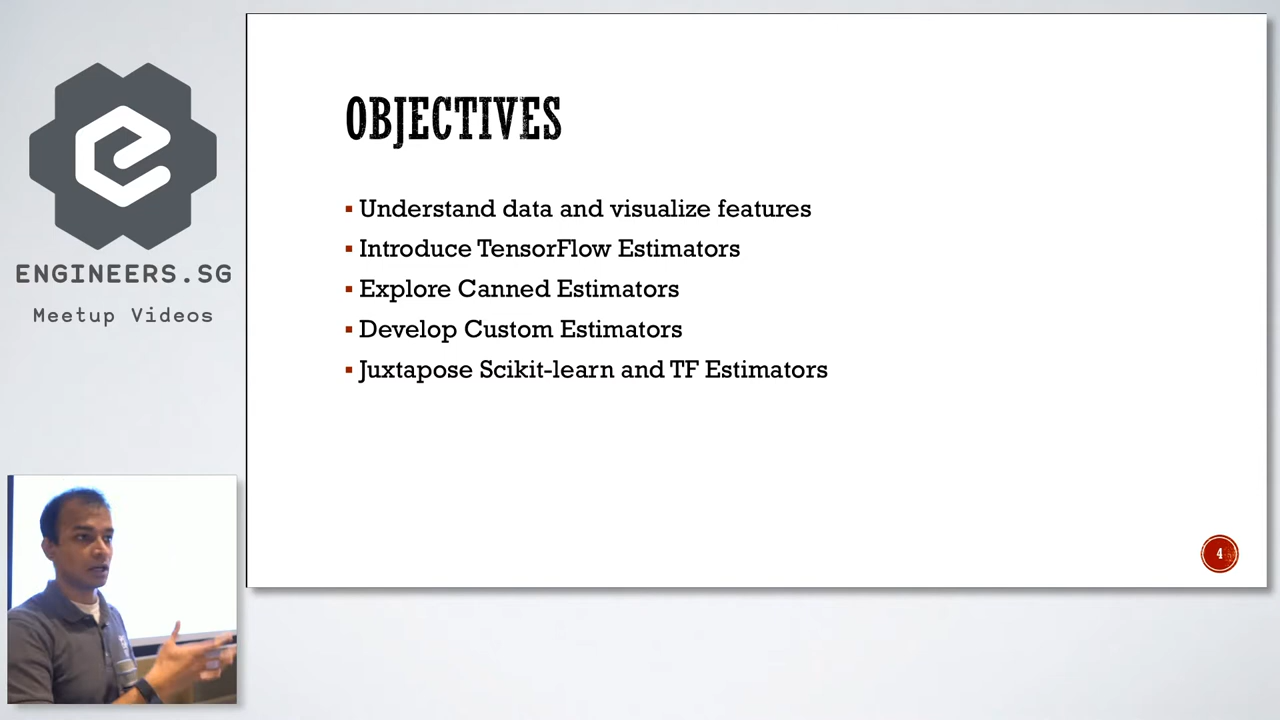 ENGINEERS.SG
Meetup Videos
OBJECTIVES
▪ Understand data and visualize features
▪ Introduce TensorFlow Estimators
▪ Explore Canned Estimators
▪ Develop Custom Estimators
▪ Juxtapose Scikit-learn and TF Estimators
4